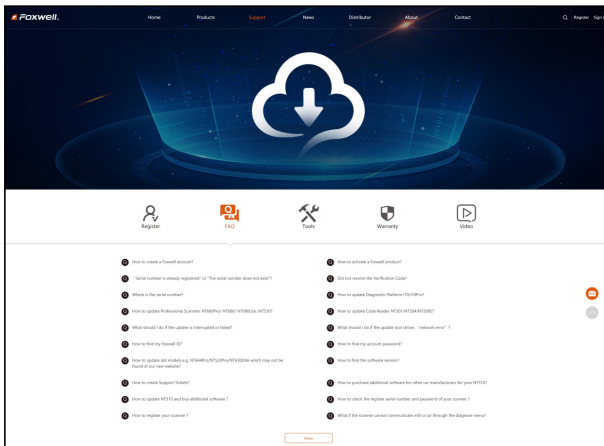 Foxwell.
Home
Products
Support
News
Distributor
About
Contact
Register
Sign in
Register
FAQ
Tools
Warranty
Video
Q How to create a Foxwell account?
Q How to activate a Foxwell product?
Q "Serial number is already registered" or "The serial number does not exist"?
Q Did not receive the Verification Code?
Q Where is the serial number?
Q How to update Diagnostic Platform
Q How to update Professional Scanners NT680Pro/ NT680/ NT680Lite /NT530?
Q How to update Code Reader NT301/NT204/NT200E?
Q What should I do if the update is interrupted or failed?
Q What should I do if the update tool shows "network error" ?
Q How to find my Foxwell ID?
Q How to find my account password?
Q How to update old models e.g. NT644Pro/NT520Pro/NT630Elite which may not be
found at our new website?
Q How to find the software version?
Q How to create Support Tickets?
Q How to purchase additional software for other car manufacturers for your NT510?
Q How to update NT510 and buy additional software ?
Q How to check the register serial number and password of your scanner ?
Q How to register your scanner ?
Q What if the scanner cannot communicate with a car through the diagnose menu?